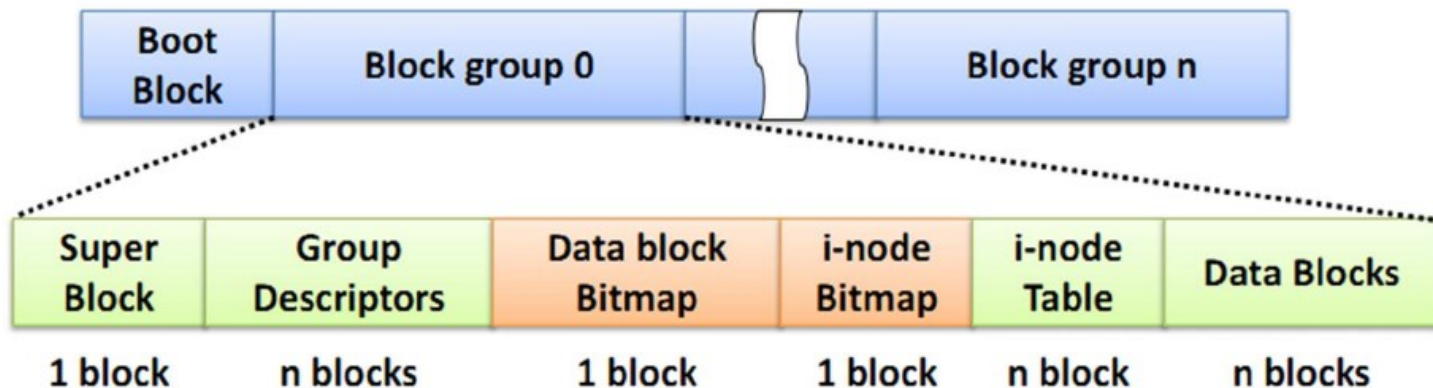 Boot
Block
Block group 0
Block group n
Super
Block
Group
Descriptors
Data block
Bitmap
i-node
Bitmap
i-node
Table
Data Blocks
1 block
n blocks
1 block
1 block
n block
n blocks